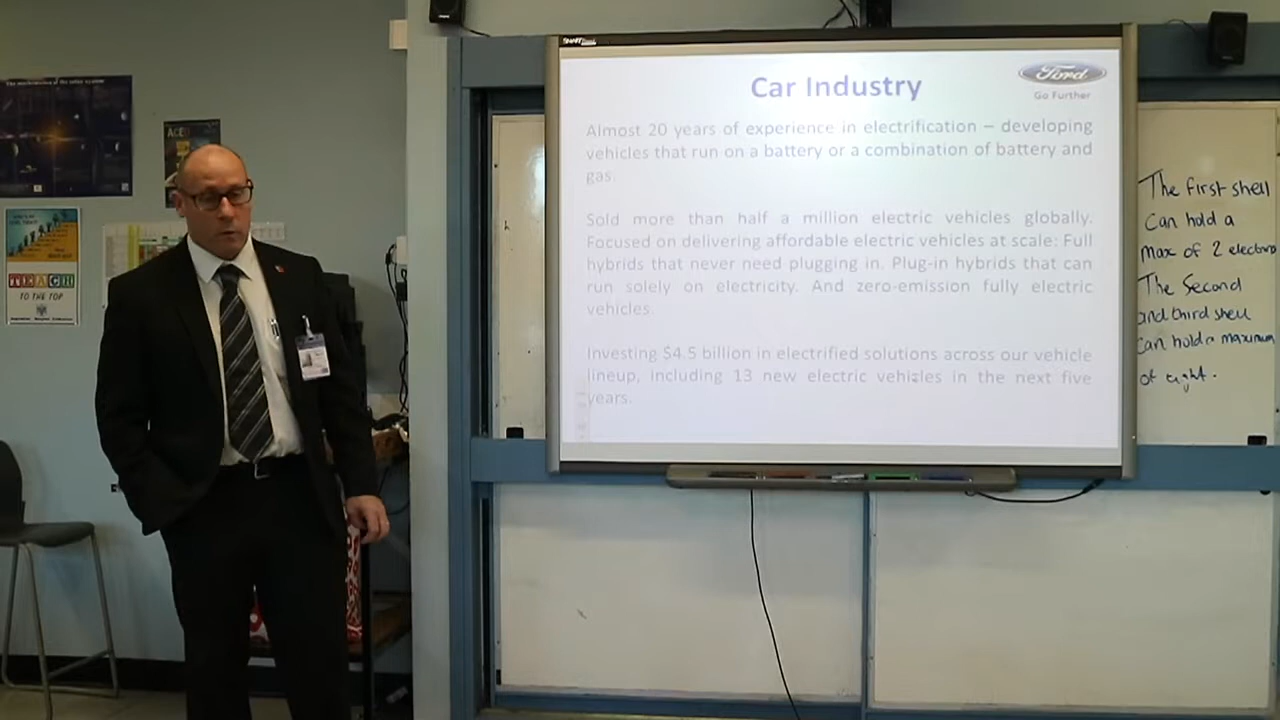 SMART
Car Industry
Ford
Go Further
Almost 20 years of experience in electrification – developing
vehicles that run on a battery or a combination of battery and
gas.
Sold more than half a million electric vehicles globally.
Focused on delivering affordable electric vehicles at scale: Full
hybrids that never need plugging in. Plug-in hybrids that can
run solely on electricity. And zero-emission fully electric
vehicles.
Investing $4.5 billion in electrified solutions across our vehicle
lineup, including 13 new electric vehicles in the next five
years.
The first shell
Can hold a
max of 2 electrons
The Second
and third shell
Can hold a maximum
of eight.
TEACH
TO THE TOP